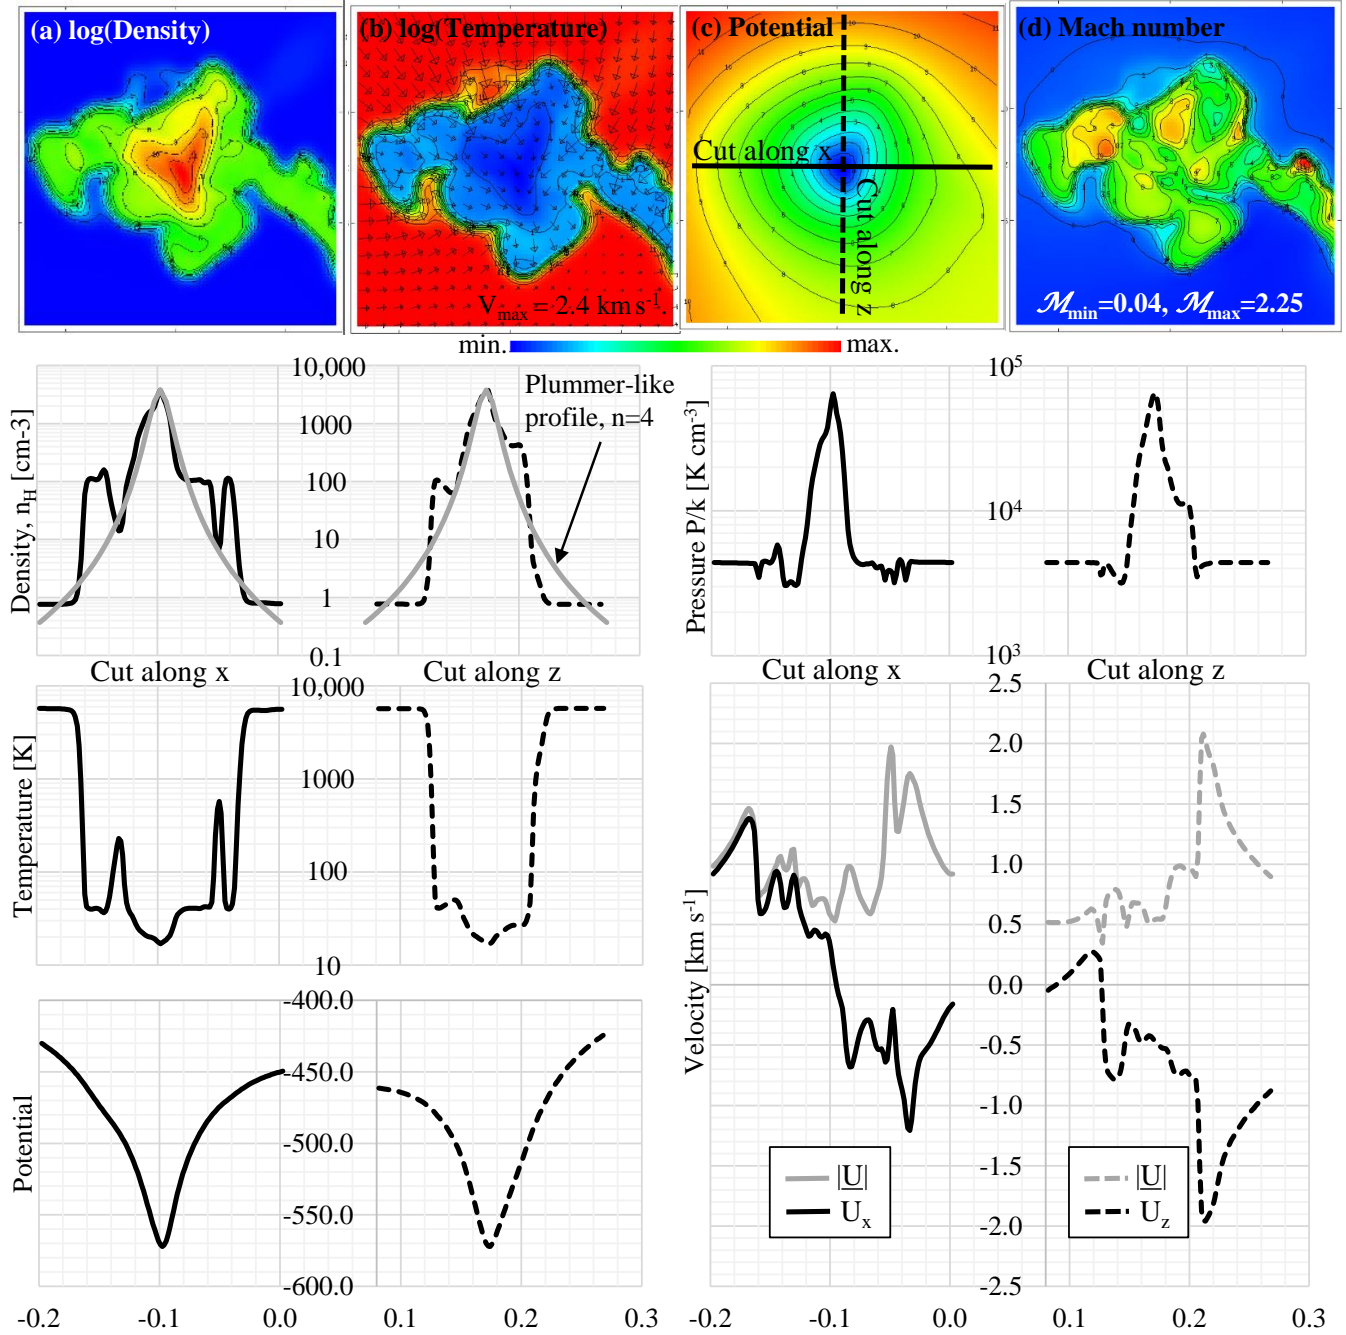 (a) log(Density)
(b) log(Temperature)
(c) Potential
(d) Mach number
Cut along x
Cut along z
V_max = 2.4 km s^-1.
ℳ_min=0.04, ℳ_max=2.25
min.
max.
10,000
1000
100
10
1
0.1
Density, n_H [cm-3]
Plummer-like
profile, n=4
10^5
10^4
10^3
Pressure P/k [K cm^-3]
Cut along x
Cut along z
Cut along x
Cut along z
10,000
1000
100
10
Temperature [K]
2.5
2.0
1.5
1.0
0.5
0.0
-0.5
-1.0
-1.5
-2.0
-2.5
Velocity [km s^-1]
|U|
U_x
|U|
U_z
-400.0
-450.0
-500.0
-550.0
-600.0
Potential
-0.2
-0.1
0.0
0.1
0.2
0.3
-0.2
-0.1
0.0
0.1
0.2
0.3